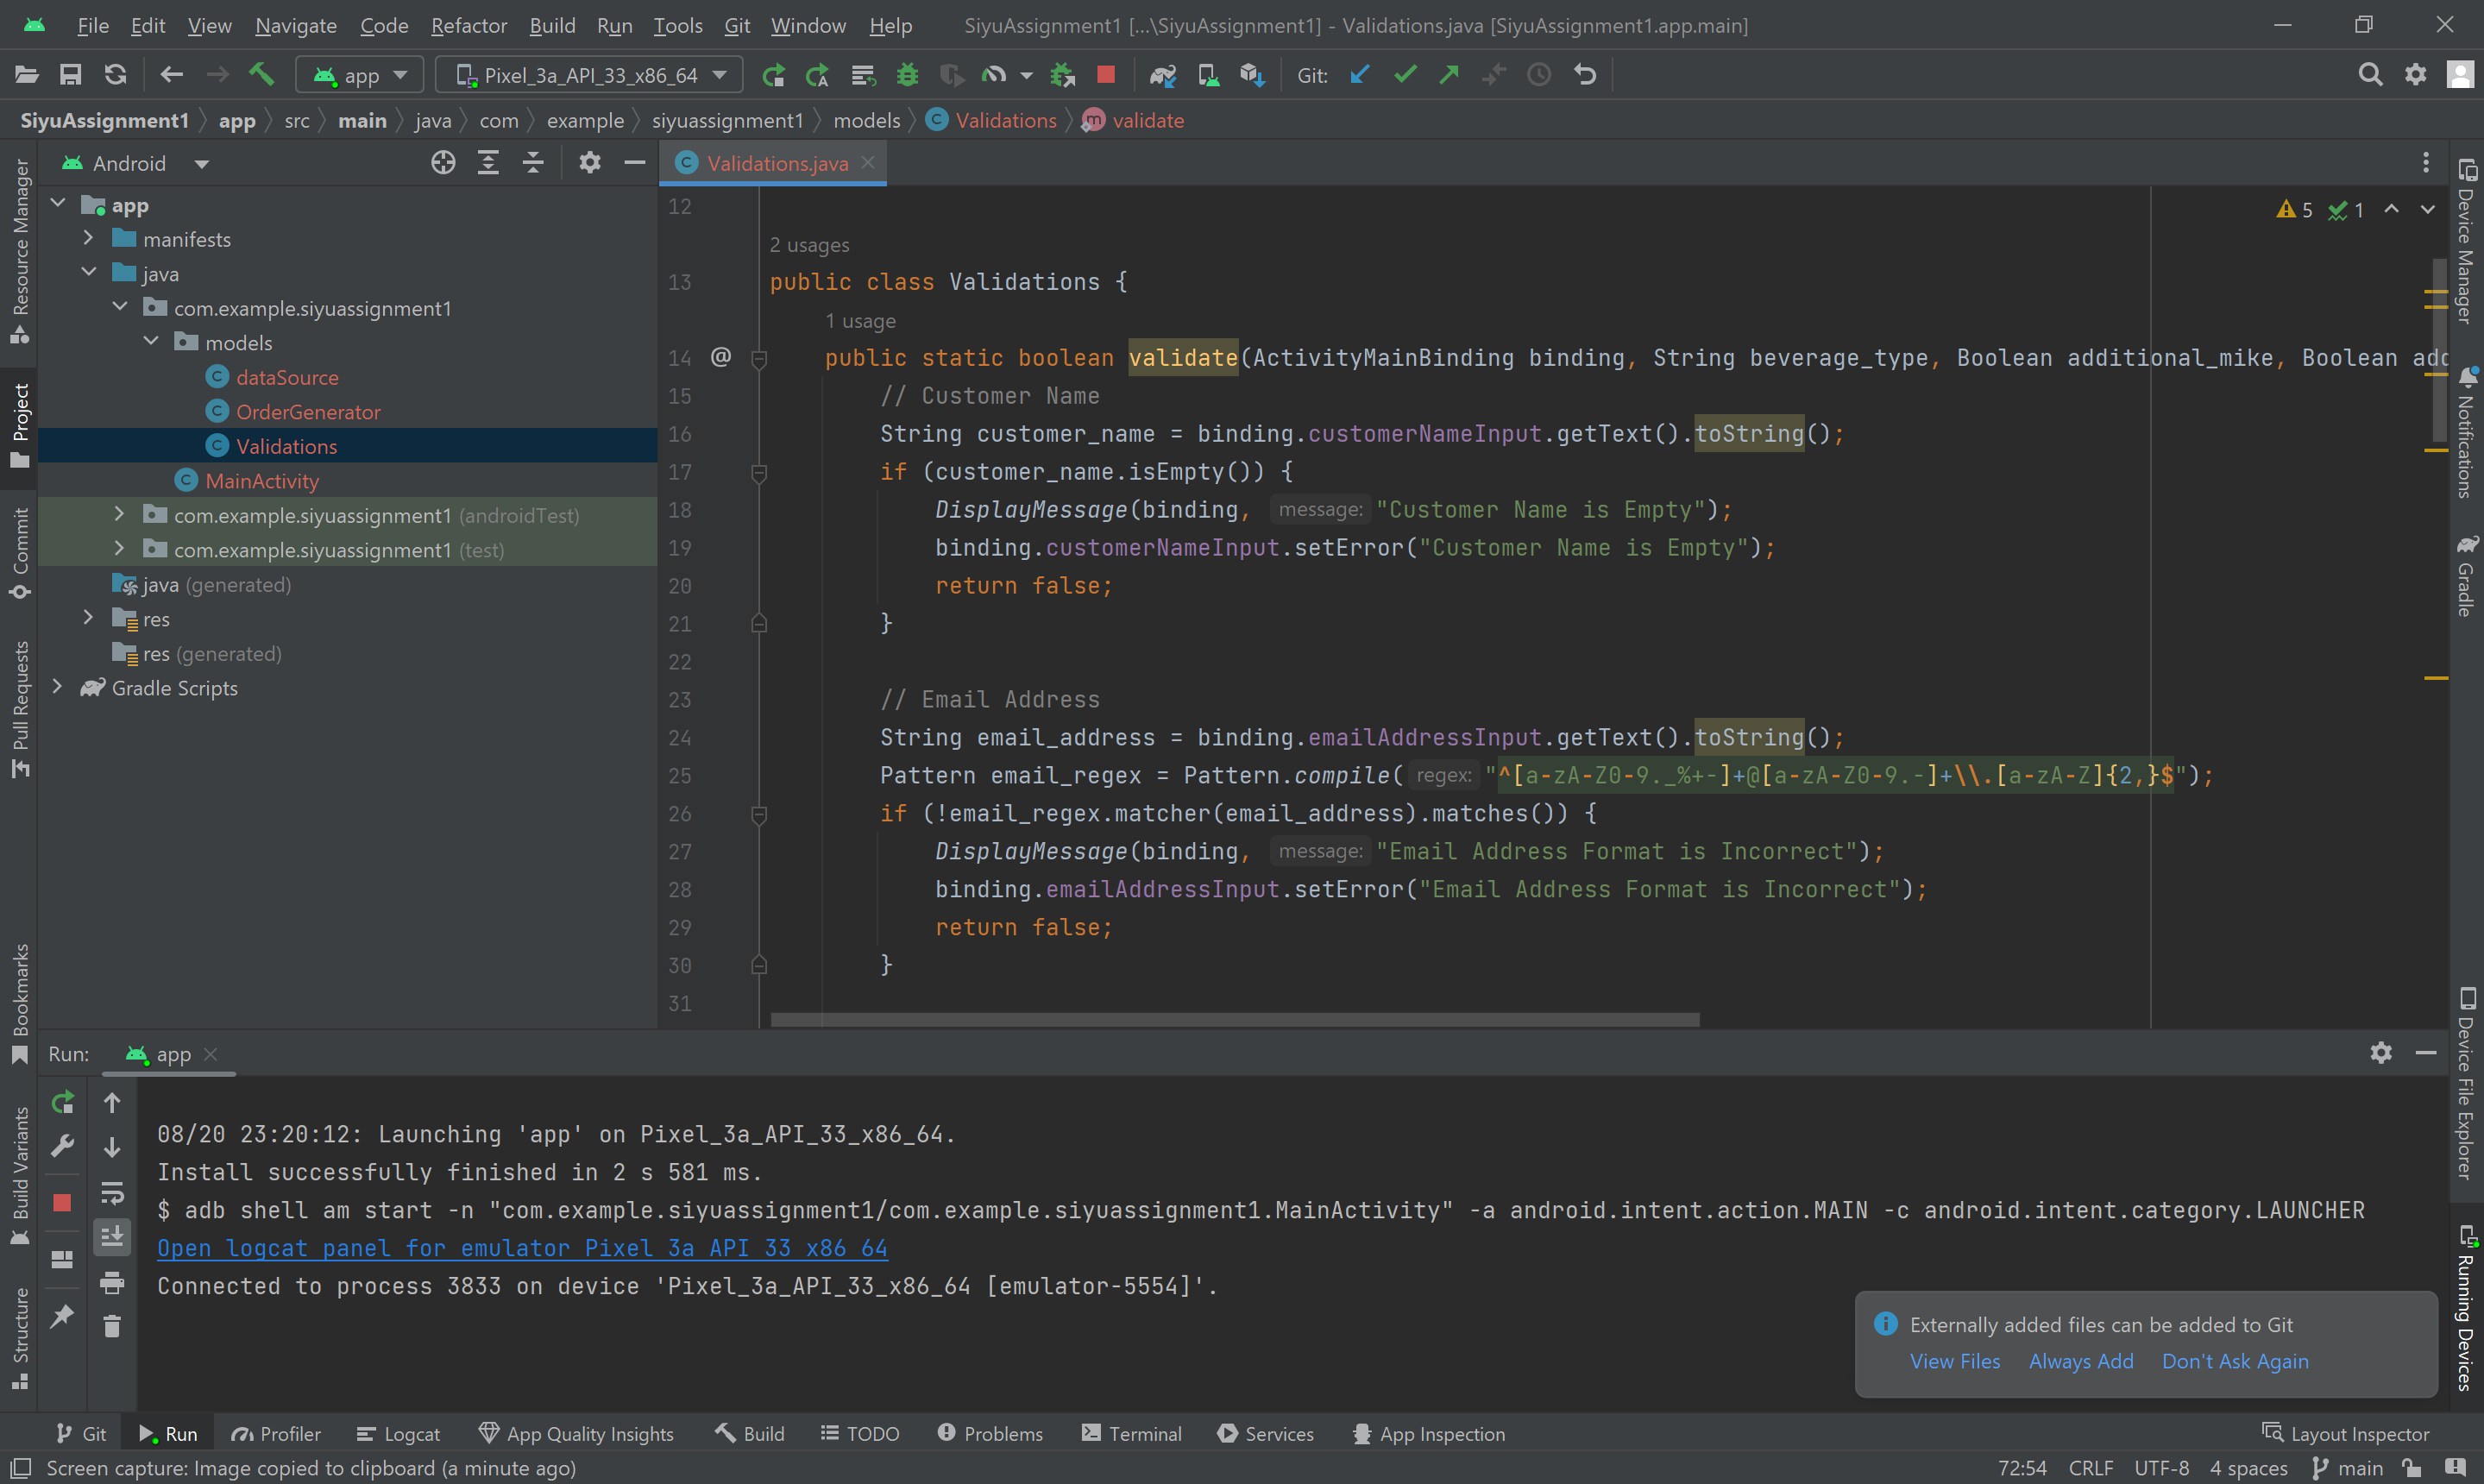 File Edit View Navigate Code Refactor Build Run Tools Git Window Help SiyuAssignment1 [...\SiyuAssignment1] - Validations.java [SiyuAssignment1.app.main]
app Pixel_3a_API_33_x86_64 Git:
SiyuAssignment1 app src main java com example siyuassignment1 models Validations validate
Android
Validations.java
app
manifests
java
com.example.siyuassignment1
models
dataSource
OrderGenerator
Validations
MainActivity
com.example.siyuassignment1 (androidTest)
com.example.siyuassignment1 (test)
java (generated)
res
res (generated)
Gradle Scripts
Resource Manager
Project
Commit
Pull Requests
Bookmarks
Build Variants
Structure
5 1
12
2 usages
13 public class Validations {
1 usage
14 @ public static boolean validate(ActivityMainBinding binding, String beverage_type, Boolean additional_mike, Boolean add
15 // Customer Name
16 String customer_name = binding.customerNameInput.getText().toString();
17 if (customer_name.isEmpty()) {
18 DisplayMessage(binding, message: "Customer Name is Empty");
19 binding.customerNameInput.setError("Customer Name is Empty");
20 return false;
21 }
22
23 // Email Address
24 String email_address = binding.emailAddressInput.getText().toString();
25 Pattern email_regex = Pattern.compile( regex: "^[a-zA-Z0-9._%+-]+@[a-zA-Z0-9.-]+\\.[a-zA-Z]{2,}$");
26 if (!email_regex.matcher(email_address).matches()) {
27 DisplayMessage(binding, message: "Email Address Format is Incorrect");
28 binding.emailAddressInput.setError("Email Address Format is Incorrect");
29 return false;
30 }
31
Device Manager
Notifications
Gradle
Device File Explorer
Running Devices
Run: app
08/20 23:20:12: Launching 'app' on Pixel_3a_API_33_x86_64.
Install successfully finished in 2 s 581 ms.
$ adb shell am start -n "com.example.siyuassignment1/com.example.siyuassignment1.MainActivity" -a android.intent.action.MAIN -c android.intent.category.LAUNCHER
Open logcat panel for emulator Pixel_3a_API_33_x86_64
Connected to process 3833 on device 'Pixel_3a_API_33_x86_64 [emulator-5554]'.
Externally added files can be added to Git
View Files Always Add Don't Ask Again
Git Run Profiler Logcat App Quality Insights Build TODO Problems Terminal Services App Inspection Layout Inspector
Screen capture: Image copied to clipboard (a minute ago) 72:54 CRLF UTF-8 4 spaces main